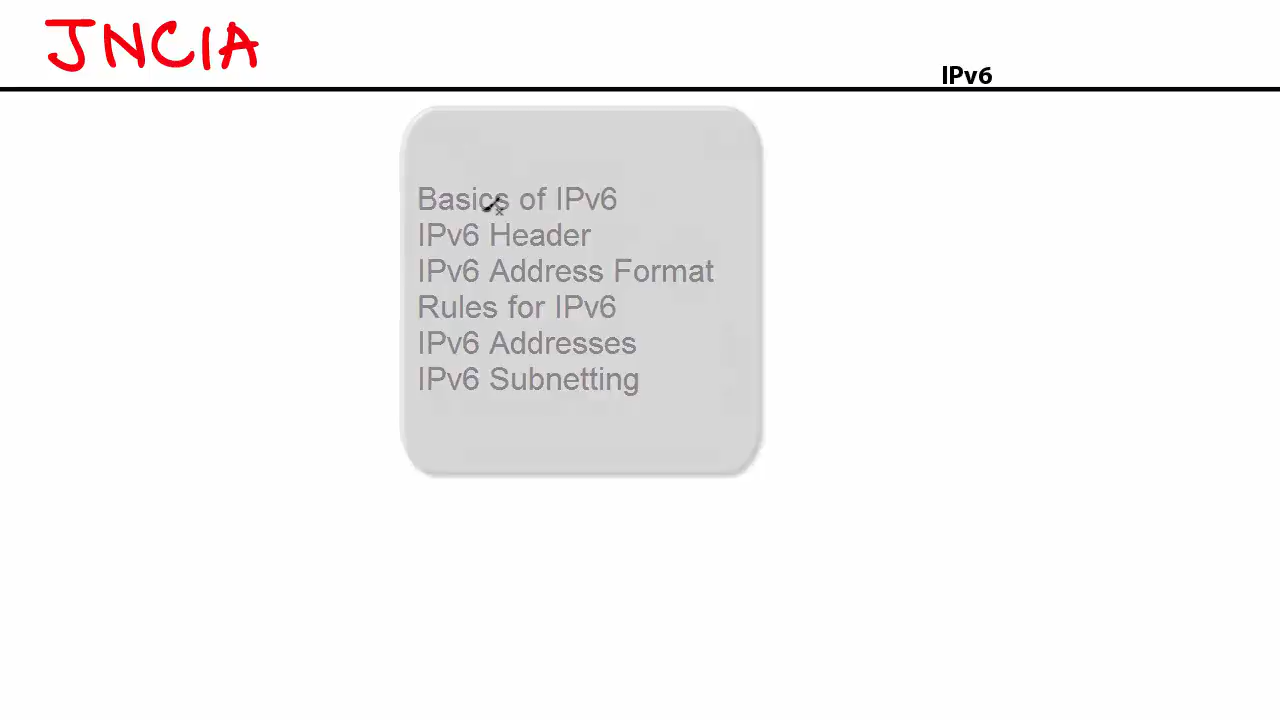 JNCIA
IPv6
Basics of IPv6
IPv6 Header
IPv6 Address Format
Rules for IPv6
IPv6 Addresses
IPv6 Subnetting